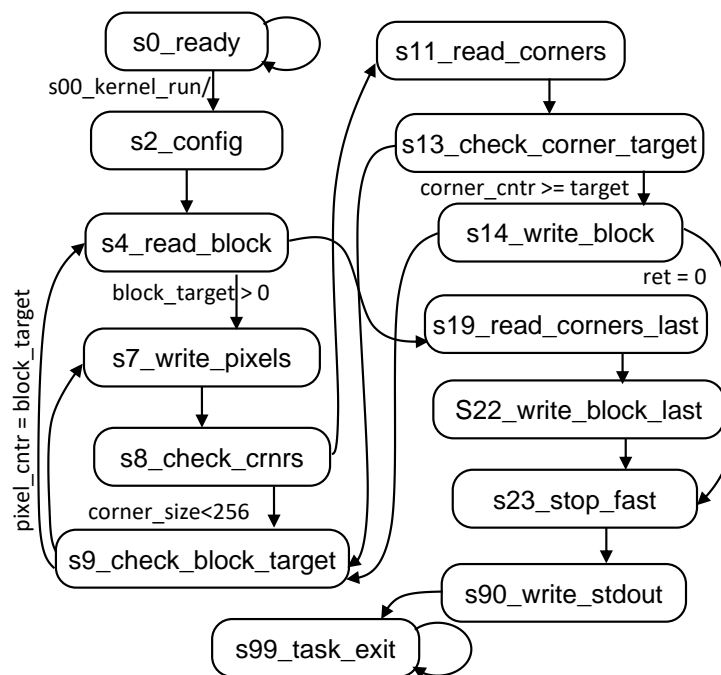 s0_ready
s00_kernel_run/
s2_config
s4_read_block
block_target > 0
s7_write_pixels
s8_check_crnrs
corner_size<256
s9_check_block_target
pixel_cntr = block_target
s11_read_corners
s13_check_corner_target
corner_cntr >= target
s14_write_block
ret = 0
s19_read_corners_last
S22_write_block_last
s23_stop_fast
s90_write_stdout
s99_task_exit